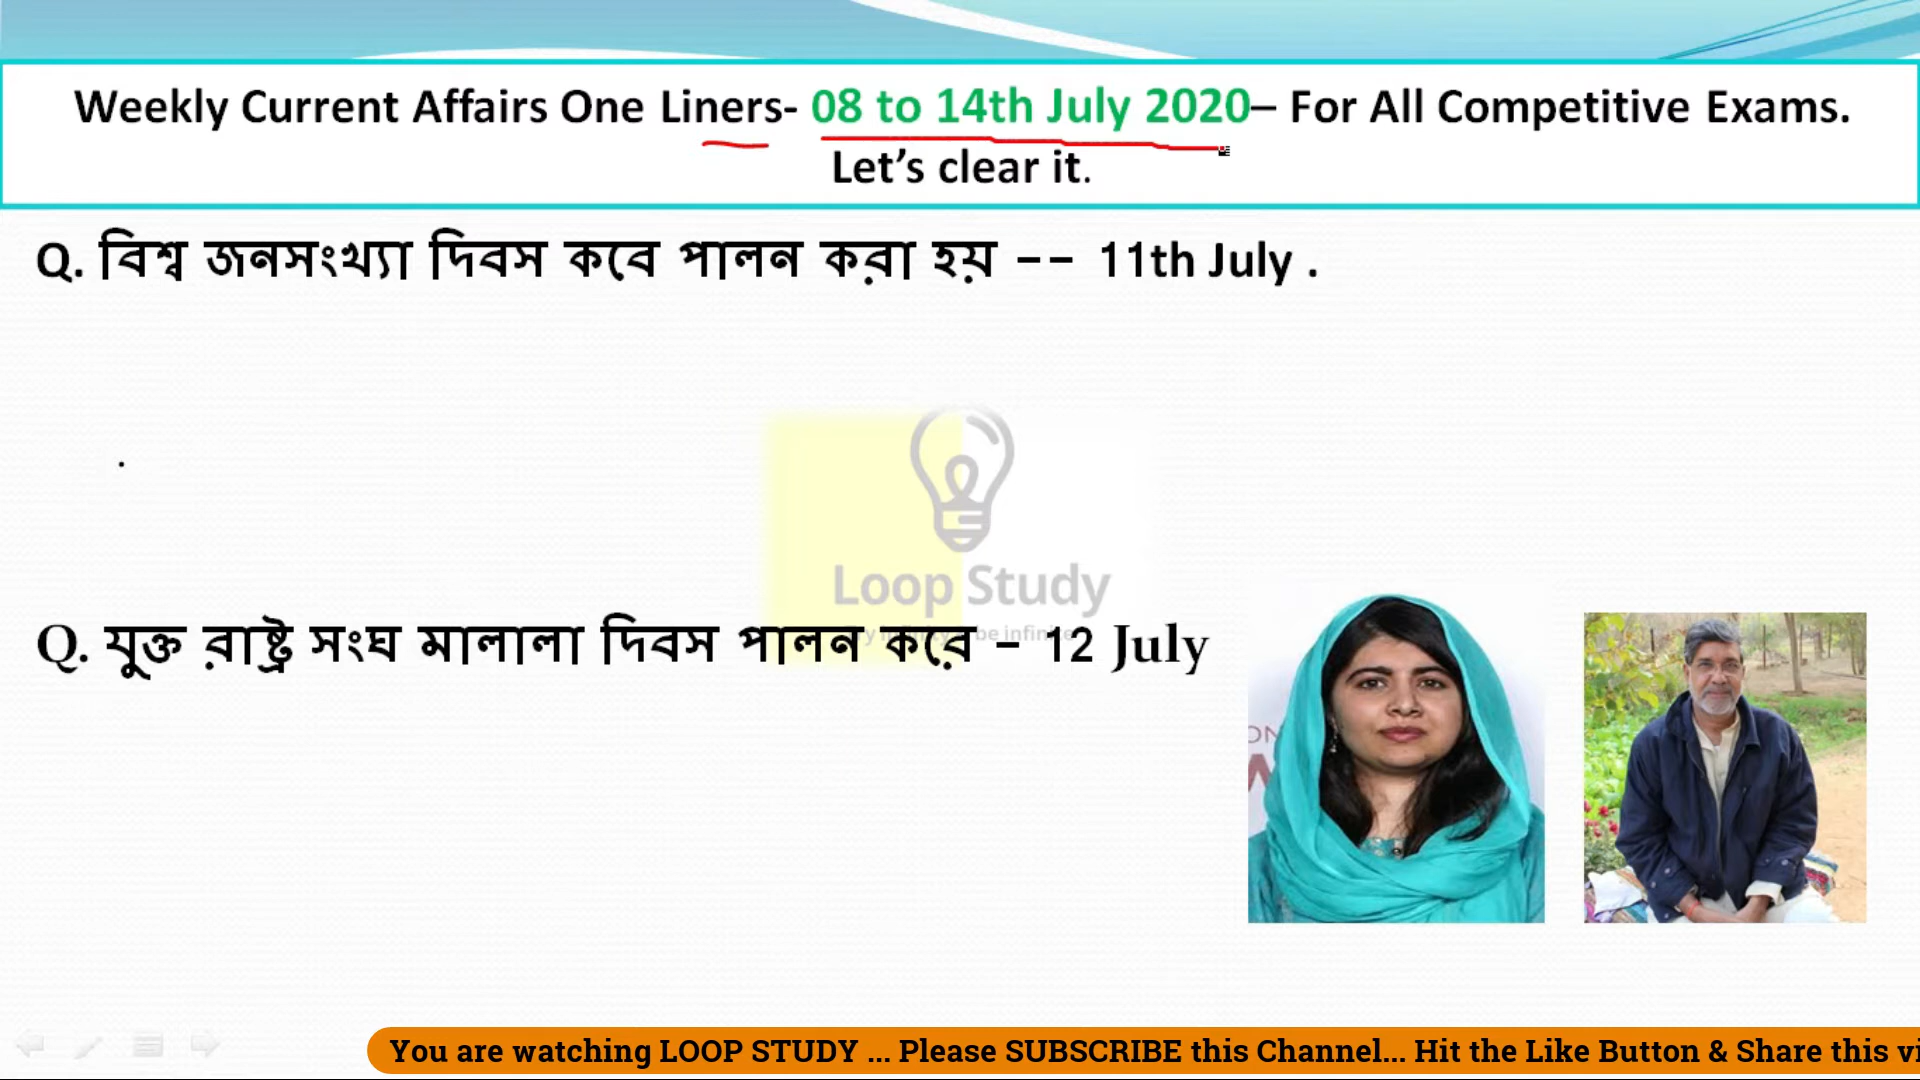 Weekly Current Affairs One Liners- 08 to 14th July 2020– For All Competitive Exams.
Let’s clear it.
Q. বিশ্ব জনসংখ্যা দিবস কবে পালন করা হয় -- 11th July .
.
Loop Study
Q. যুক্ত রাষ্ট্র সংঘ মালালা দিবস পালন করে - 12 July
You are watching LOOP STUDY ... Please SUBSCRIBE this Channel... Hit the Like Button & Share this vi